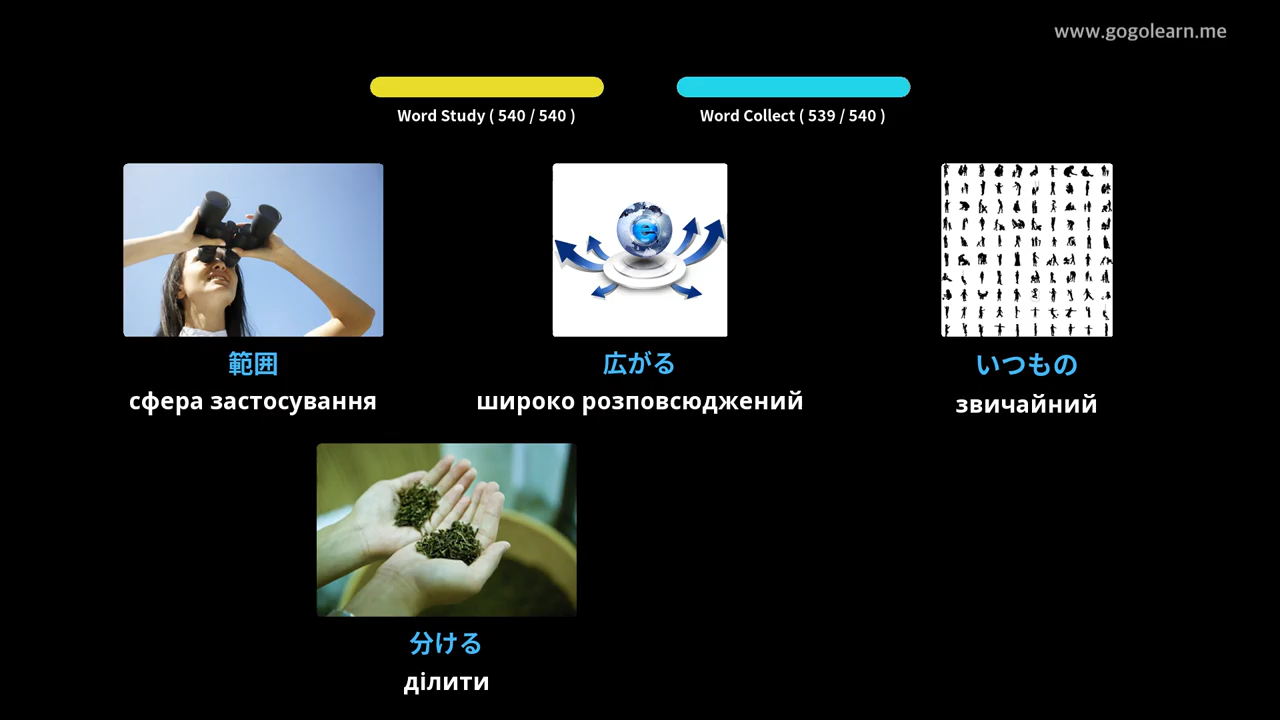 www.gogolearn.me
Word Study ( 540 / 540 )
Word Collect ( 539 / 540 )
範囲
сфера застосування
広がる
широко розповсюджений
いつもの
звичайний
分ける
ділити